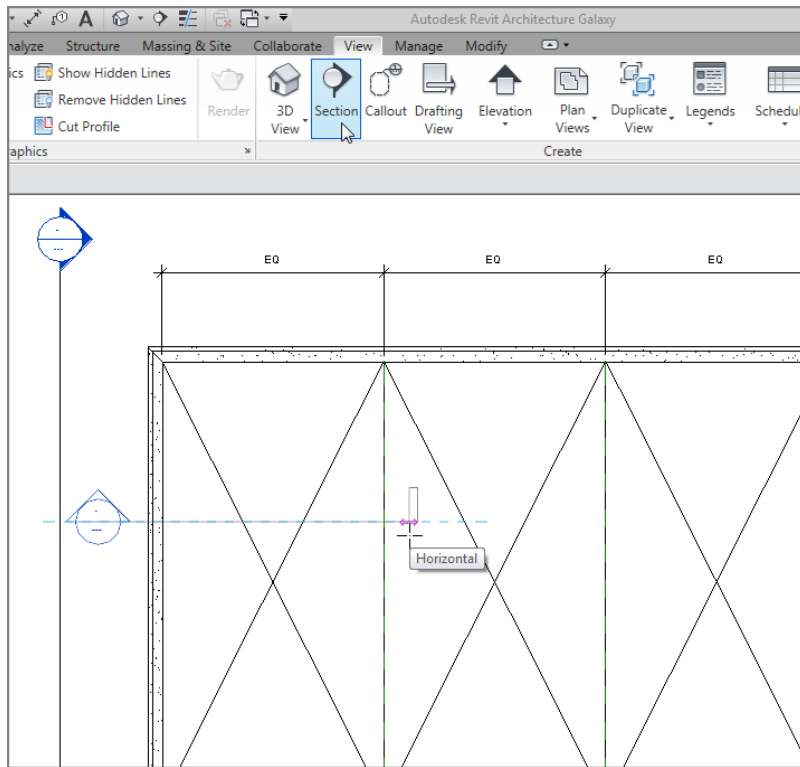 A
Autodesk Revit Architecture Galaxy
nalyze Structure Massing & Site Collaborate View Manage Modify
ics Show Hidden Lines
Remove Hidden Lines
Cut Profile
Render
3D View
Section
Callout
Drafting View
Elevation
Plan Views
Duplicate View
Legends
Schedul
aphics
Create
EQ EQ EQ
Horizontal